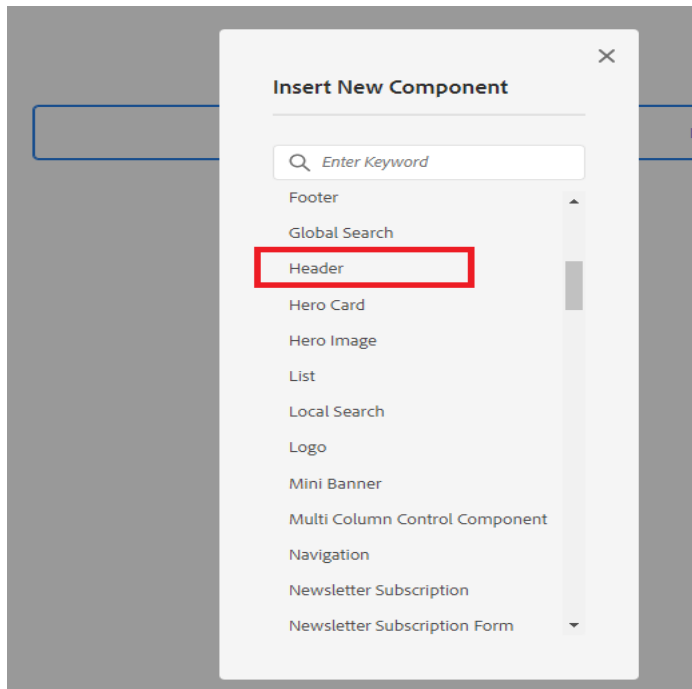 Insert New Component
Enter Keyword
Footer
Global Search
Header
Hero Card
Hero Image
List
Local Search
Logo
Mini Banner
Multi Column Control Component
Navigation
Newsletter Subscription
Newsletter Subscription Form